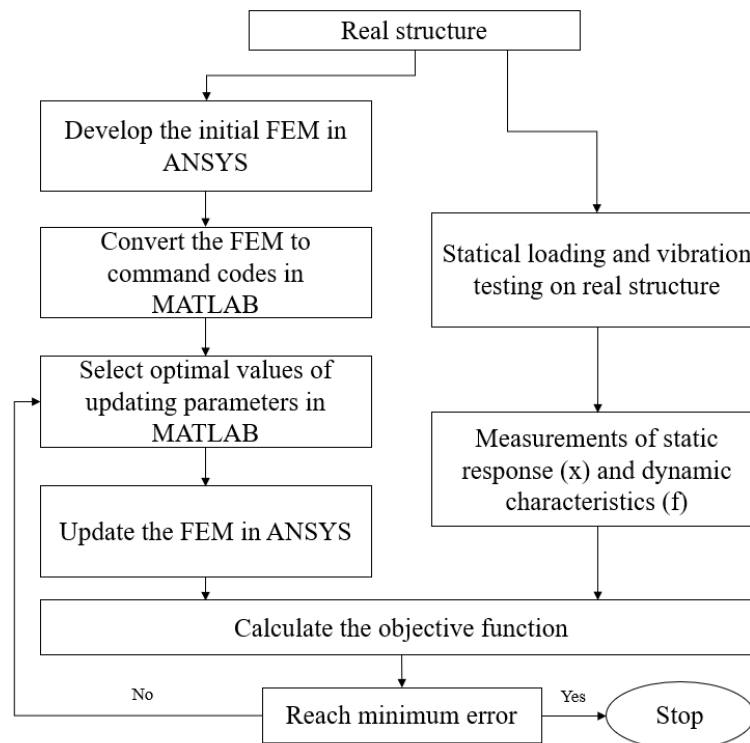 Real structure
Develop the initial FEM in
ANSYS
Convert the FEM to
command codes in
MATLAB
Select optimal values of
updating parameters in
MATLAB
Update the FEM in ANSYS
Statical loading and vibration
testing on real structure
Measurements of static
response (x) and dynamic
characteristics (f)
Calculate the objective function
No
Reach minimum error
Yes
Stop